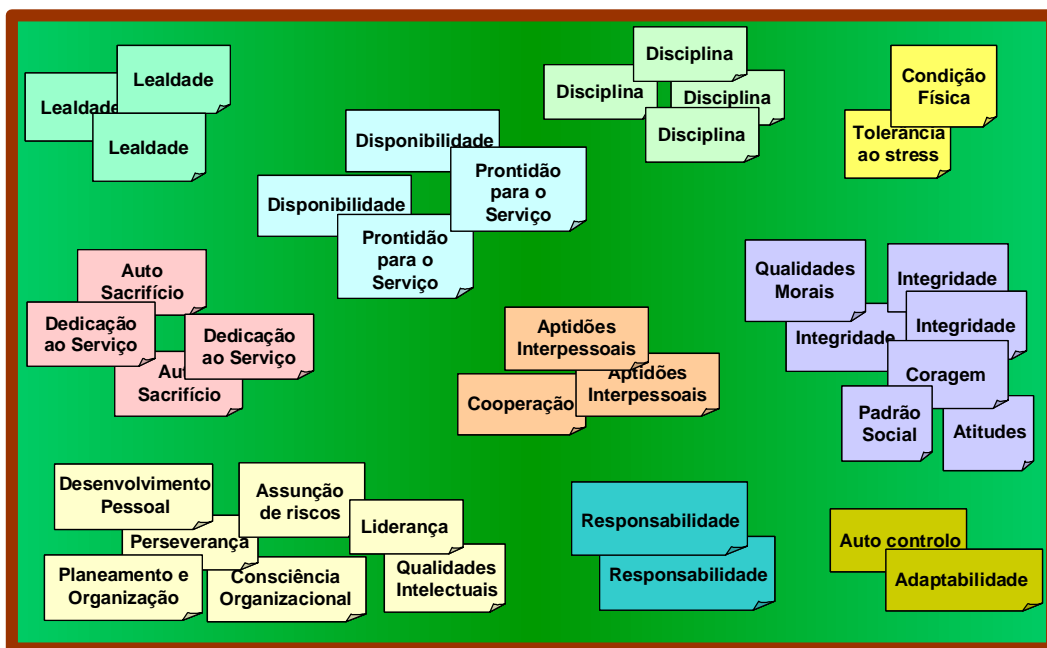 Lealdade
Lealdade
Lealdade
Disponibilidade
Disponibilidade
Prontidão
para o
Serviço
Prontidão
para o
Serviço
Disciplina
Disciplina
Disciplina
Disciplina
Condição
Física
Tolerância
ao stress
Auto
Sacrifício
Dedicação
ao Serviço
Dedicação
ao Serviço
Auto
Sacrifício
Aptidões
Interpessoais
Aptidões
Interpessoais
Cooperação
Qualidades
Morais
Integridade
Integridade
Integridade
Coragem
Padrão
Social
Atitudes
Desenvolvimento
Pessoal
Assunção
de riscos
Liderança
Perseverança
Planeamento e
Organização
Consciência
Organizacional
Qualidades
Intelectuais
Responsabilidade
Responsabilidade
Auto controlo
Adaptabilidade